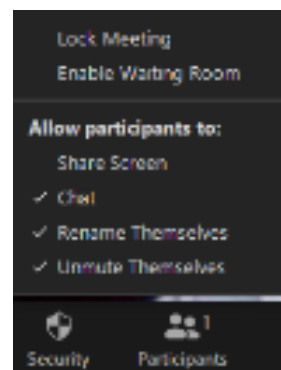 Lock Meeting
Enable Waiting Room
Allow participants to:
Share Screen
✓ Chat
✓ Rename Themselves
✓ Unmute Themselves
1
Security Participants